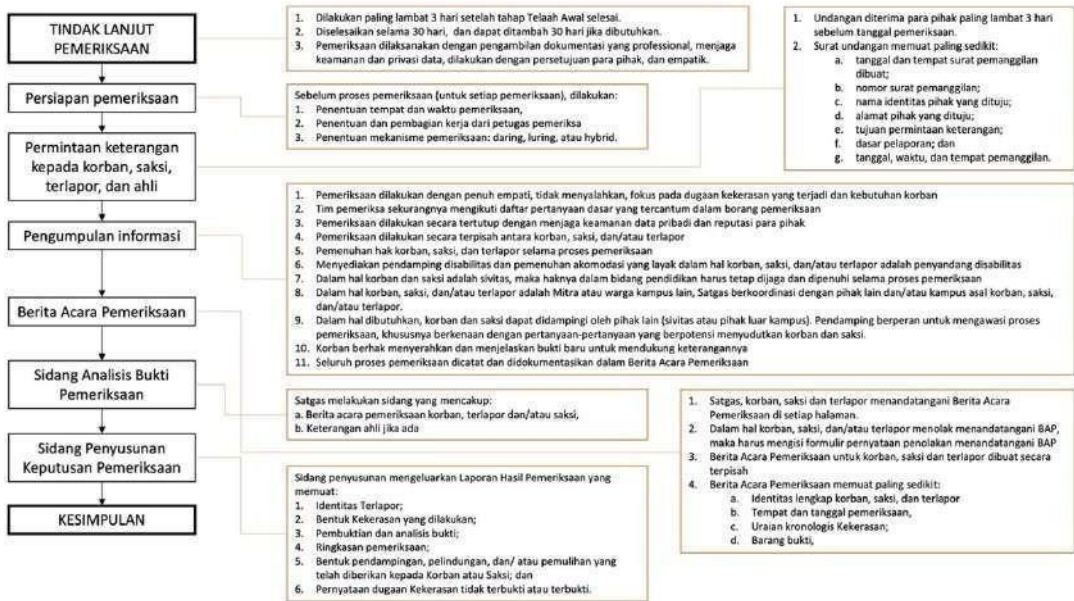 TINDAK LANJUT
PEMERIKSAAN
1. Dilakukan paling lambat 3 hari setelah tahap Telaah Awal selesai.
2. Diselesaikan selama 30 hari, dan dapat ditambah 30 hari jika dibutuhkan.
3. Pemeriksaan dilaksanakan dengan pengambilan dokumentasi yang professional, menjaga
keamanan dan privasi data, dilakukan dengan persetujuan para pihak, dan empatik.
1. Undangan diterima para pihak paling lambat 3 hari
sebelum tanggal pemeriksaan.
2. Surat undangan memuat paling sedikit:
a. tanggal dan tempat surat pemanggilan
dibuat;
b. nomor surat pemanggilan;
c. nama identitas pihak yang dituju;
d. alamat pihak yang dituju;
e. tujuan permintaan keterangan;
f. dasar pelaporan; dan
g. tanggal, waktu, dan tempat pemanggilan.
Persiapan pemeriksaan
Sebelum proses pemeriksaan (untuk setiap pemeriksaan), dilakukan:
1. Penentuan tempat dan waktu pemeriksaan,
2. Penentuan dan pembagian kerja dari petugas pemeriksa
3. Penentuan mekanisme pemeriksaan: daring, luring, atau hybrid.
Permintaan keterangan
kepada korban, saksi,
terlapor, dan ahli
Pengumpulan informasi
1. Pemeriksaan dilakukan dengan penuh empati, tidak menyalahkan, fokus pada dugaan kekerasan yang terjadi dan kebutuhan korban
2. Tim pemeriksa sekurangnya mengikuti daftar pertanyaan dasar yang tercantum dalam borang pemeriksaan
3. Pemeriksaan dilakukan secara tertutup dengan menjaga keamanan data pribadi dan reputasi para pihak
4. Pemeriksaan dilakukan secara terpisah antara korban, saksi, dan/atau terlapor
5. Pemenuhan hak korban, saksi, dan terlapor selama proses pemeriksaan
6. Menyediakan pendamping disabilitas dan pemenuhan akomodasi yang layak dalam hal korban, saksi, dan/atau terlapor adalah penyandang disabilitas
7. Dalam hal korban dan saksi adalah sivitas, maka haknya dalam bidang pendidikan harus tetap dijaga dan dipenuhi selama proses pemeriksaan
8. Dalam hal korban, saksi, dan/atau terlapor adalah Mitra atau warga kampus lain, Satgas berkoordinasi dengan pihak lain dan/atau kampus asal korban, saksi,
dan/atau terlapor.
9. Dalam hal dibutuhkan, korban dan saksi dapat didampingi oleh pihak lain (sivitas atau pihak luar kampus). Pendamping berperan untuk mengawasi proses
pemeriksaan, khususnya berkenaan dengan pertanyaan-pertanyaan yang berpotensi menyudutkan korban dan saksi.
10. Korban berhak menyerahkan dan menjelaskan bukti baru untuk mendukung keterangannya
11. Seluruh proses pemeriksaan dicatat dan didokumentasikan dalam Berita Acara Pemeriksaan
Berita Acara Pemeriksaan
Sidang Analisis Bukti
Pemeriksaan
Satgas melakukan sidang yang mencakup:
a. Berita acara pemeriksaan korban, terlapor dan/atau saksi,
b. Keterangan ahli jika ada
1. Satgas, korban, saksi dan terlapor menandatangani Berita Acara
Pemeriksaan di setiap halaman.
2. Dalam hal korban, saksi, dan/atau terlapor menolak menandatangani BAP,
maka harus mengisi formulir pernyataan penolakan menandatangani BAP
3. Berita Acara Pemeriksaan untuk korban, saksi dan terlapor dibuat secara
terpisah
4. Berita Acara Pemeriksaan memuat paling sedikit:
a. Identitas lengkap korban, saksi, dan terlapor
b. Tempat dan tanggal pemeriksaan,
c. Uraian kronologis Kekerasan;
d. Barang bukti,
Sidang Penyusunan
Keputusan Pemeriksaan
Sidang penyusunan mengeluarkan Laporan Hasil Pemeriksaan yang
memuat:
1. Identitas Terlapor;
2. Bentuk Kekerasan yang dilakukan;
3. Pembuktian dan analisis bukti;
4. Ringkasan pemeriksaan;
5. Bentuk pendampingan, pelindungan, dan/ atau pemulihan yang
telah diberikan kepada Korban atau Saksi; dan
6. Pernyataan dugaan Kekerasan tidak terbukti atau terbukti.
KESIMPULAN